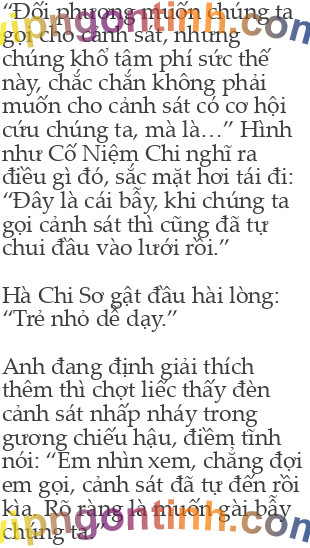 “Đối phương muốn chúng ta
gọi cho cảnh sát, nhưng
chúng khổ tâm phí sức thế
này, chắc chắn không phải
muốn cho cảnh sát có cơ hội
cứu chúng ta, mà là…” Hình
như Cố Niệm Chi nghĩ ra
điều gì đó, sắc mặt hơi tái đi:
“Đây là cái bẫy, khi chúng ta
gọi cảnh sát thì cũng đã tự
chui đầu vào lưới rồi.”
Hà Chi Sơ gật đầu hài lòng:
“Trẻ nhỏ dễ dạy.”
Anh đang định giải thích
thêm thì chợt liếc thấy đèn
cảnh sát nhấp nháy trong
gương chiếu hậu, điềm tĩnh
nói: “Em nhìn xem, chẳng đợi
em gọi, cảnh sát đã tự đến rồi
kìa. Rõ ràng là muốn gài bẫy
chúng ta.”
vipngontinh.com
vipngontinh.com